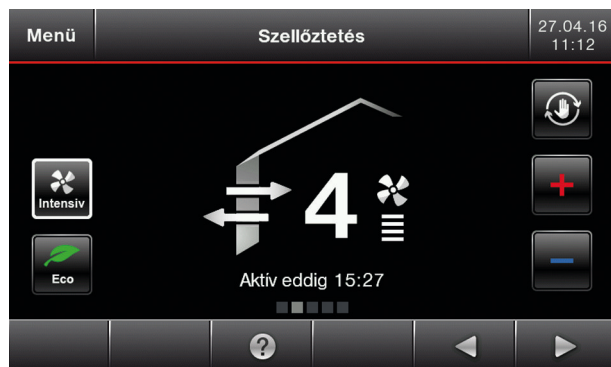 Menü
Szellőztetés
27.04.16
11:12
Intensiv
4
Eco
Aktív eddig 15:27
?